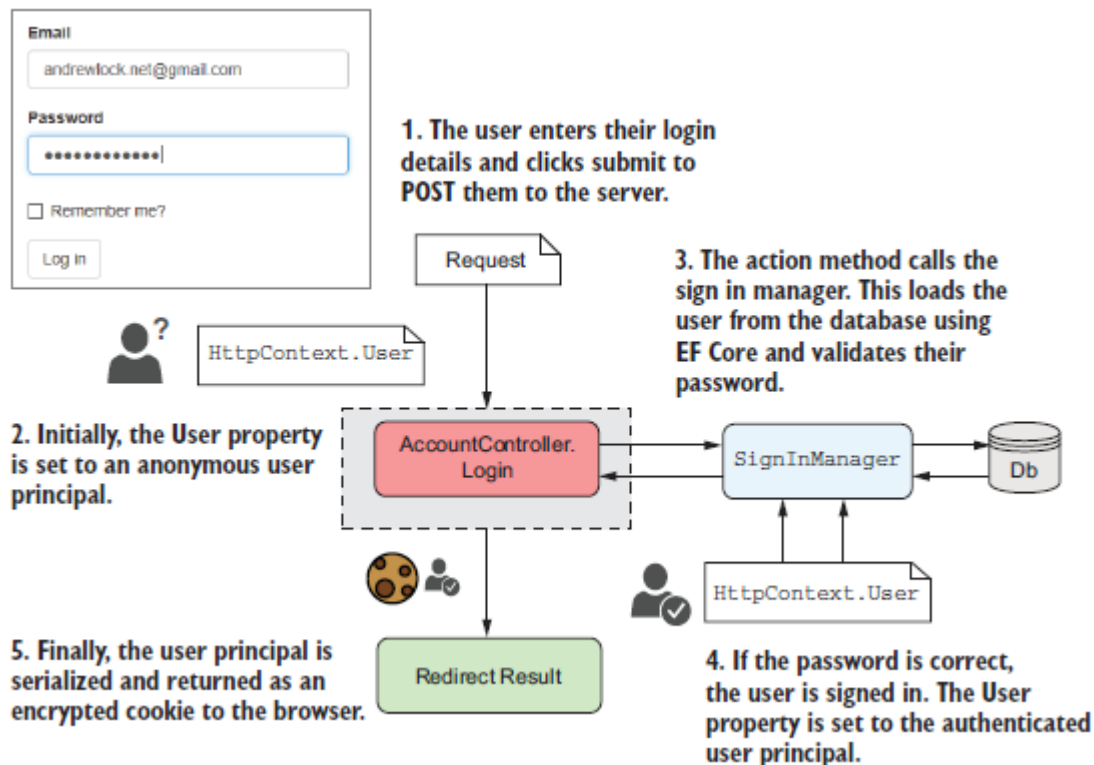 Email
andrewlock.net@gmail.com
Password
Remember me?
Log in
1. The user enters their login
details and clicks submit to
POST them to the server.
Request
3. The action method calls the
sign in manager. This loads the
user from the database using
EF Core and validates their
password.
?
HttpContext.User
2. Initially, the User property
is set to an anonymous user
principal.
AccountController.
Login
SignInManager
Db
HttpContext.User
5. Finally, the user principal is
serialized and returned as an
encrypted cookie to the browser.
Redirect Result
4. If the password is correct,
the user is signed in. The User
property is set to the authenticated
user principal.